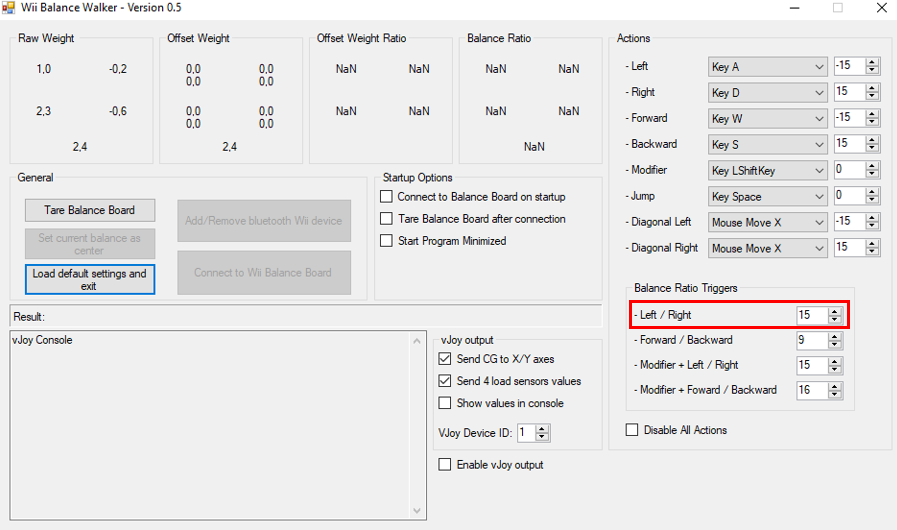 Wii Balance Walker - Version 0.5
Raw Weight
1,0 -0,2
2,3 -0,6
2,4
Offset Weight
0,0 0,0
0,0 0,0
0,0 0,0
0,0 0,0
2,4
Offset Weight Ratio
NaN NaN
NaN NaN
Balance Ratio
NaN NaN
NaN NaN
NaN
Actions
- Left Key A -15
- Right Key D 15
- Forward Key W -15
- Backward Key S 15
- Modifier Key LShiftKey 0
- Jump Key Space 0
- Diagonal Left Mouse Move X -15
- Diagonal Right Mouse Move X 15
General
Tare Balance Board
Set current balance as
center
Load default settings and
exit
Add/Remove bluetooth Wii device
Connect to Wii Balance Board
Startup Options
Connect to Balance Board on startup
Tare Balance Board after connection
Start Program Minimized
Balance Ratio Triggers
- Left / Right 15
- Forward / Backward 9
- Modifier + Left / Right 15
- Modifier + Foward / Backward 16
Disable All Actions
Result:
vJoy Console
vJoy output
Send CG to X/Y axes
Send 4 load sensors values
Show values in console
VJoy Device ID: 1
Enable vJoy output